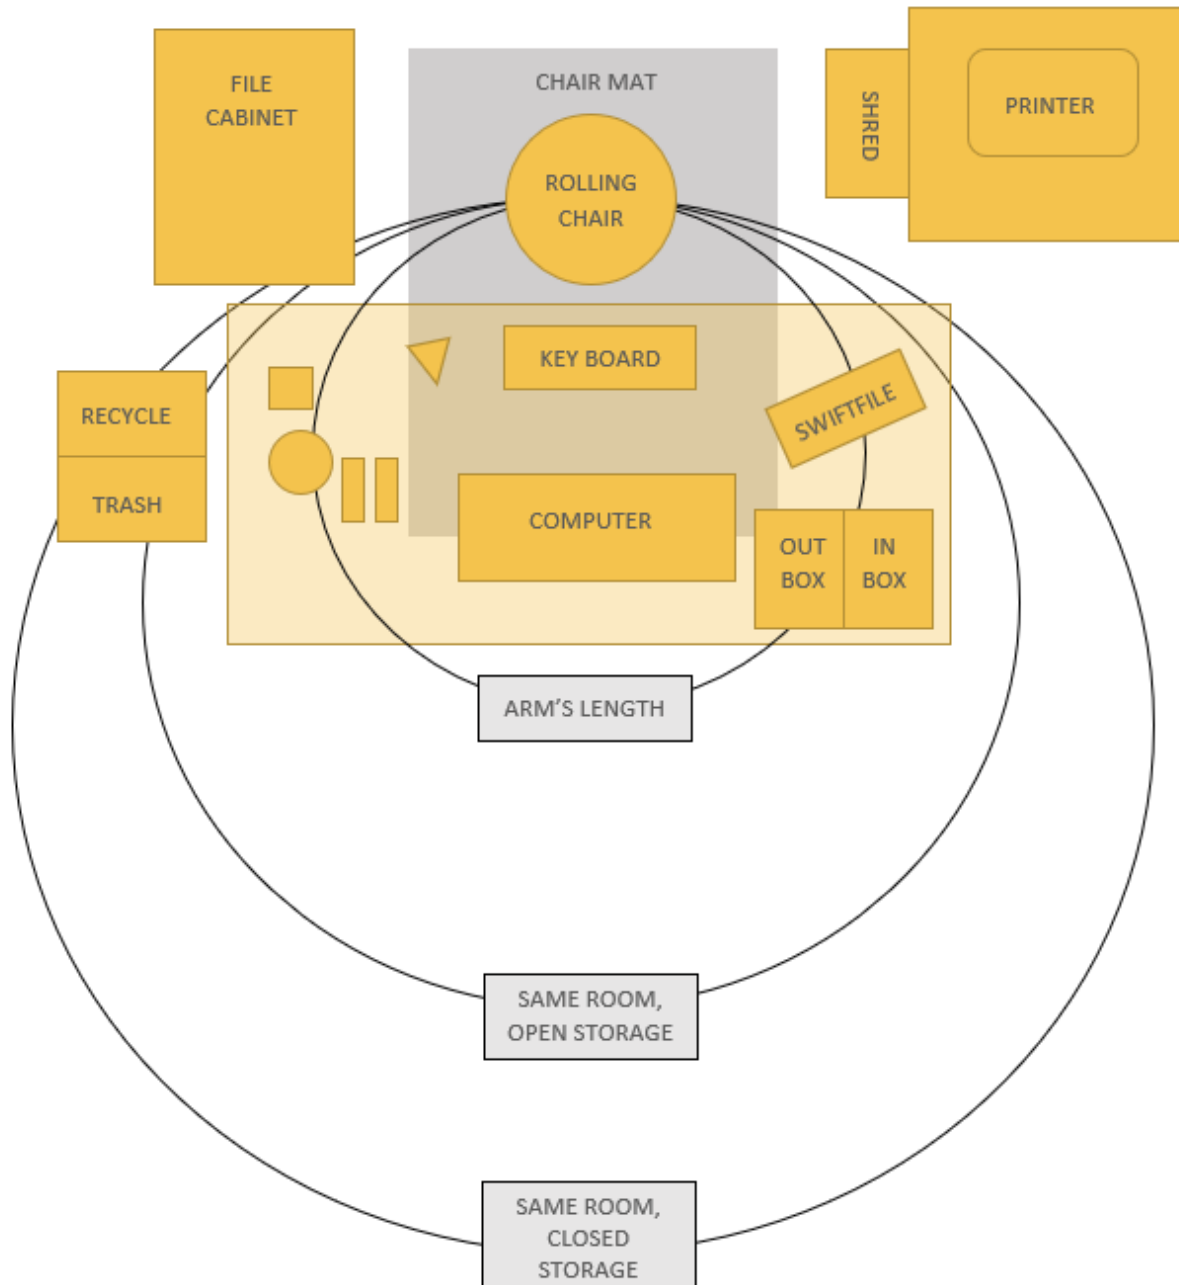 FILE
CABINET
CHAIR MAT
SHRED
PRINTER
ROLLING
CHAIR
KEY BOARD
SWIFTFILE
RECYCLE
TRASH
COMPUTER
OUT
BOX
IN
BOX
ARM'S LENGTH
SAME ROOM,
OPEN STORAGE
SAME ROOM,
CLOSED
STORAGE